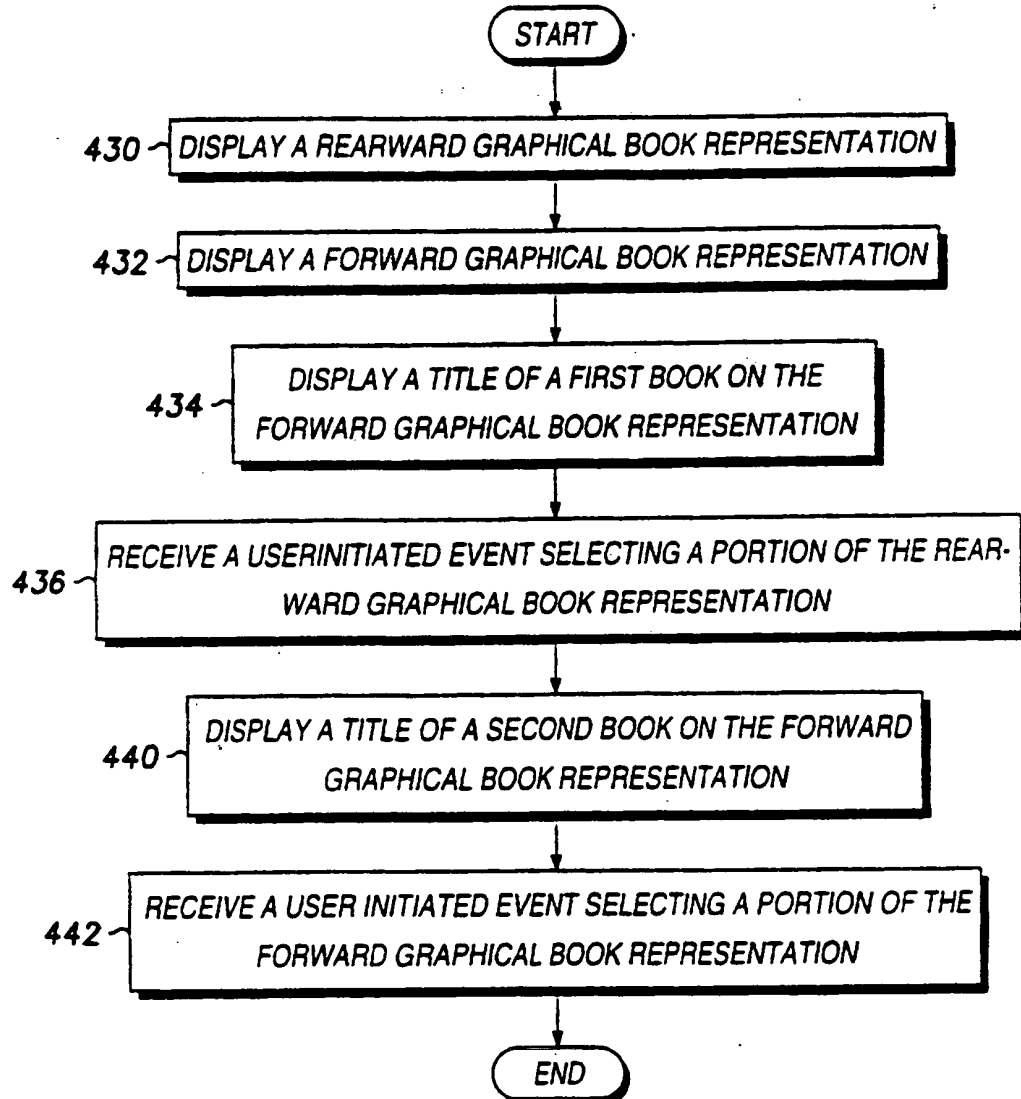 START
430 DISPLAY A REARWARD GRAPHICAL BOOK REPRESENTATION
432 DISPLAY A FORWARD GRAPHICAL BOOK REPRESENTATION
DISPLAY A TITLE OF A FIRST BOOK ON THE
434 FORWARD GRAPHICAL BOOK REPRESENTATION
RECEIVE A USERINITIATED EVENT SELECTING A PORTION OF THE REAR-
436 WARD GRAPHICAL BOOK REPRESENTATION
DISPLAY A TITLE OF A SECOND BOOK ON THE FORWARD
440 GRAPHICAL BOOK REPRESENTATION
RECEIVE A USER INITIATED EVENT SELECTING A PORTION OF THE
442 FORWARD GRAPHICAL BOOK REPRESENTATION
END